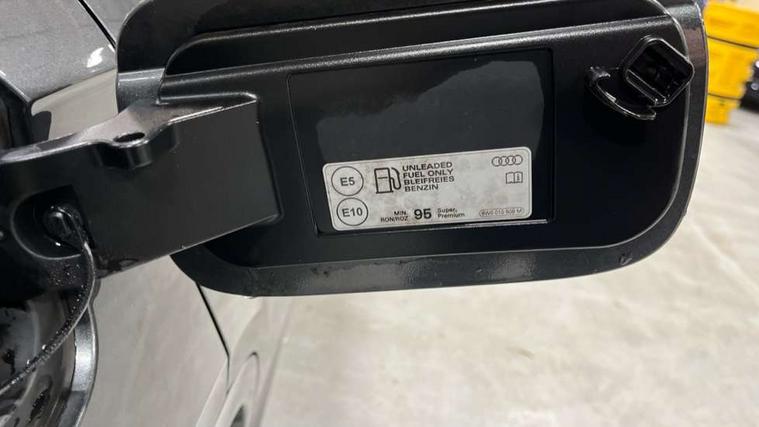 E5
UNLEADED
FUEL ONLY
BLEIFREIES
BENZIN
E10
MIN.
RON/ROZ
95
Super,
Premium